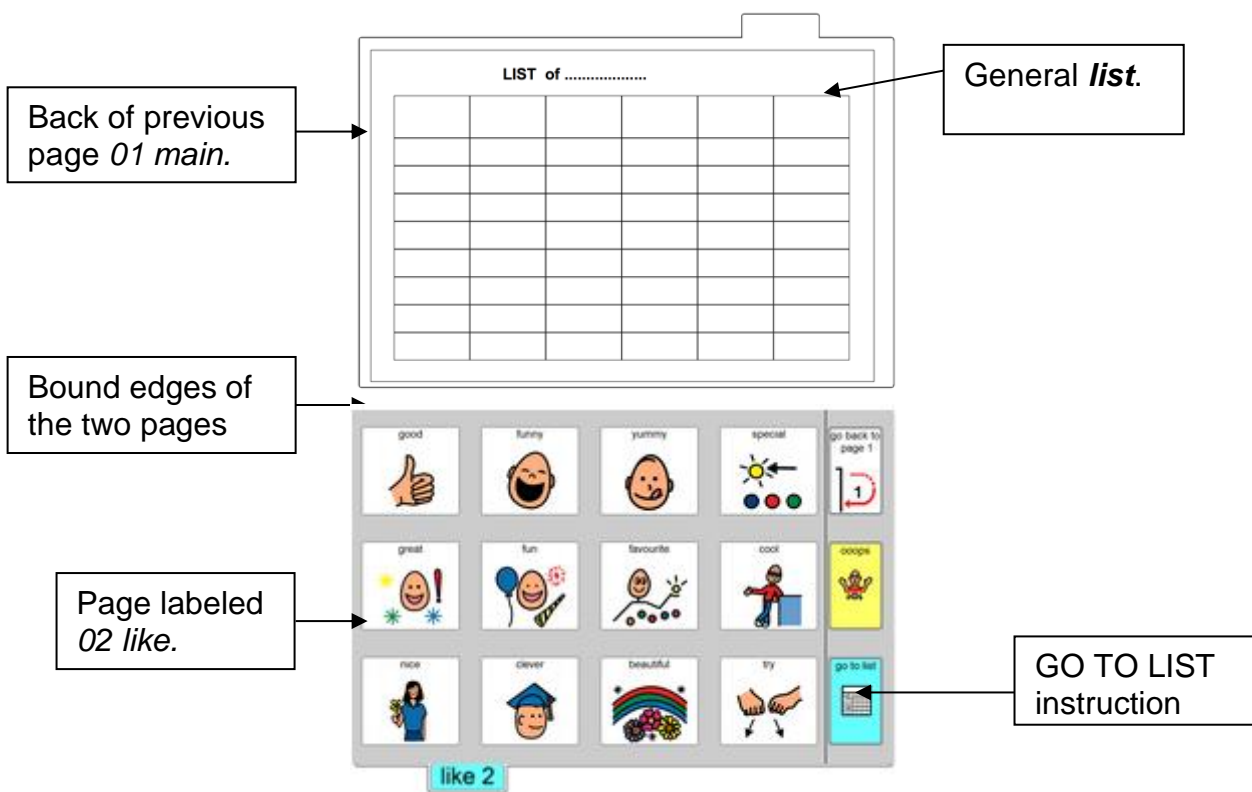 LIST of ...................
General list.
Back of previous
page 01 main.
Bound edges of
the two pages
good funny yummy special go back to
page 1
1
great fun favourite cool ooops
Page labeled
02 like.
nice clever beautiful try go to list
GO TO LIST
instruction
like 2